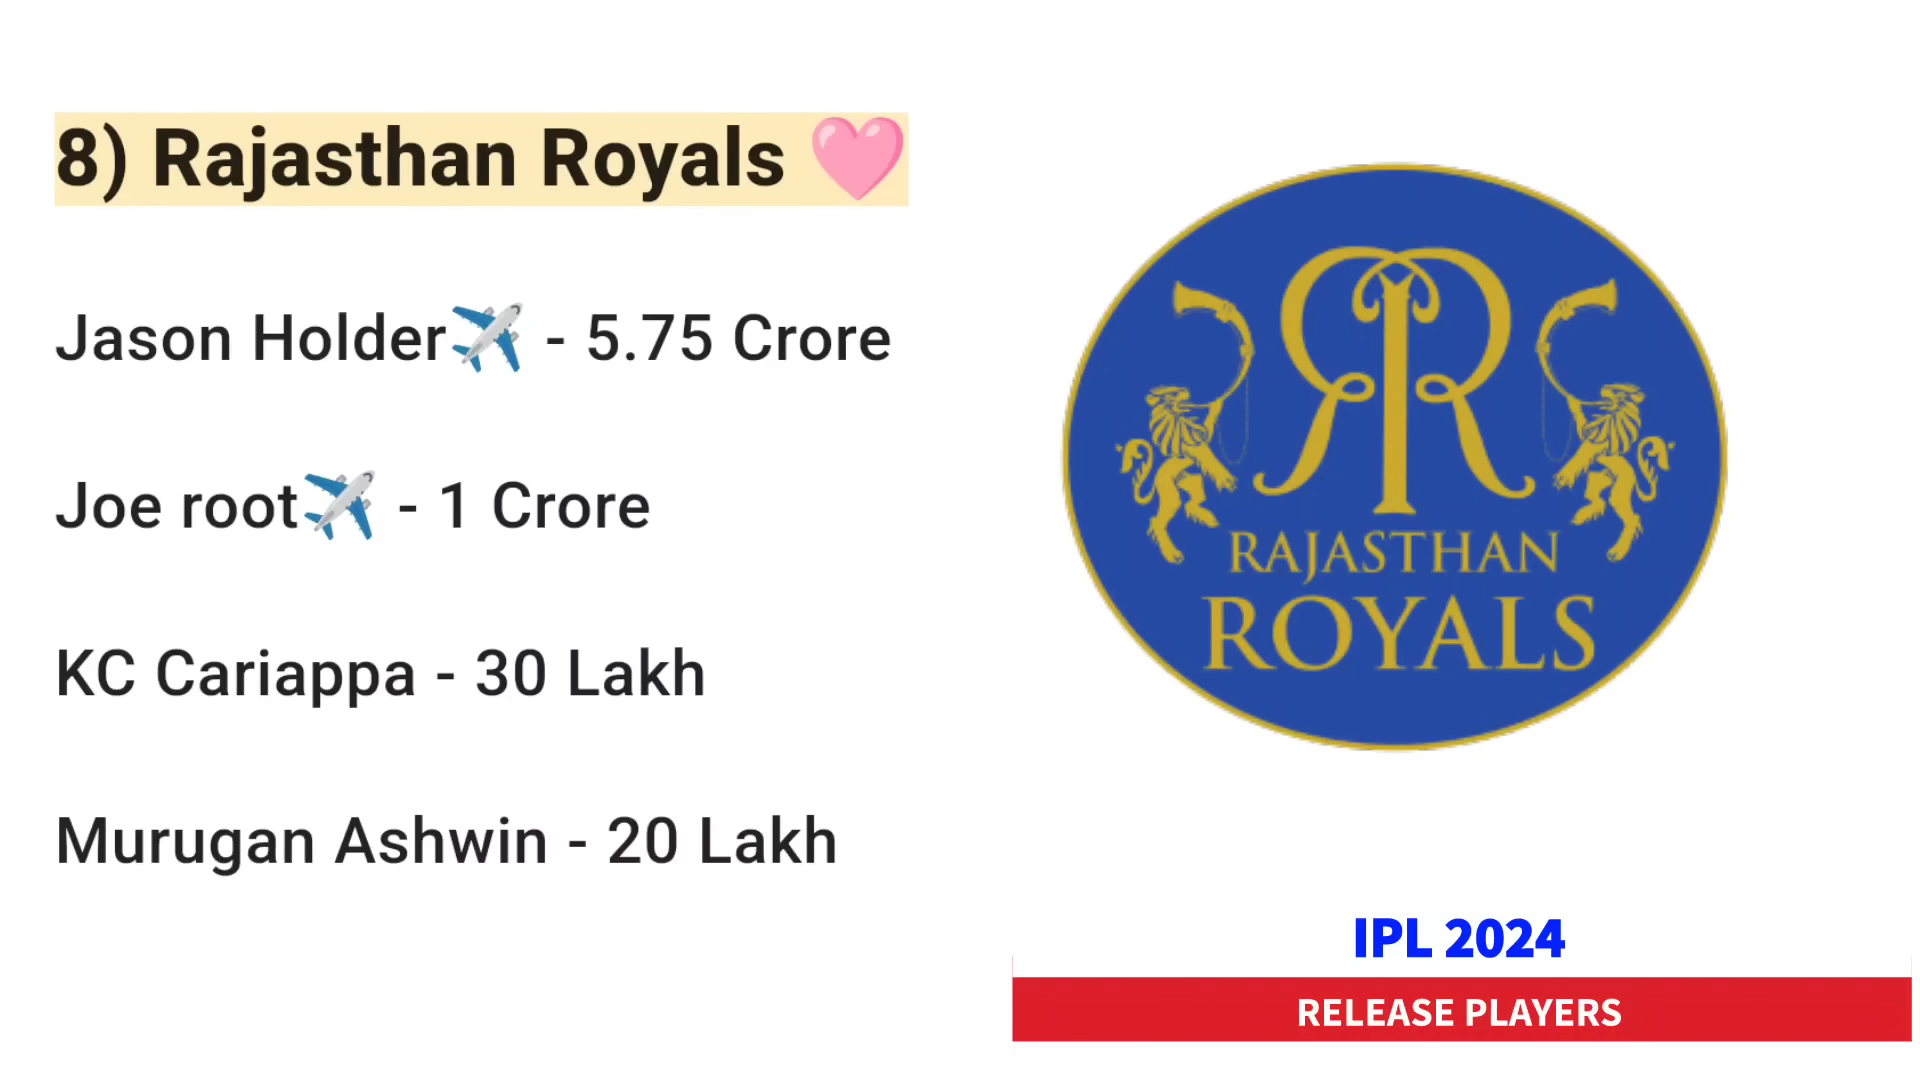 8) Rajasthan Royals 🩷
Jason Holder✈️ - 5.75 Crore
Joe root✈️ - 1 Crore
KC Cariappa - 30 Lakh
Murugan Ashwin - 20 Lakh
RR
RAJASTHAN
ROYALS
IPL 2024
RELEASE PLAYERS